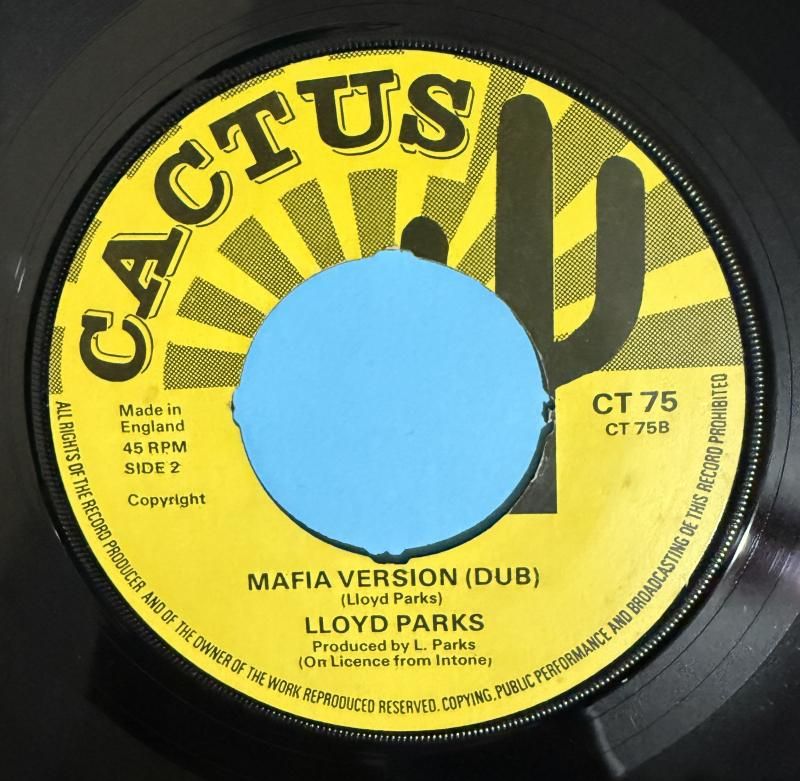 CACTUS
Made in
England
45 RPM
SIDE 2
Copyright
CT 75
CT 75B
MAFIA VERSION (DUB)
(Lloyd Parks)
LLOYD PARKS
Produced by L. Parks
(On Licence from Intone)
ALL RIGHTS OF THE RECORD PRODUCER AND OF THE OWNER OF THE WORK REPRODUCED RESERVED. COPYING, PUBLIC PERFORMANCE AND BROADCASTING OE THIS RECORD PROHIBITED